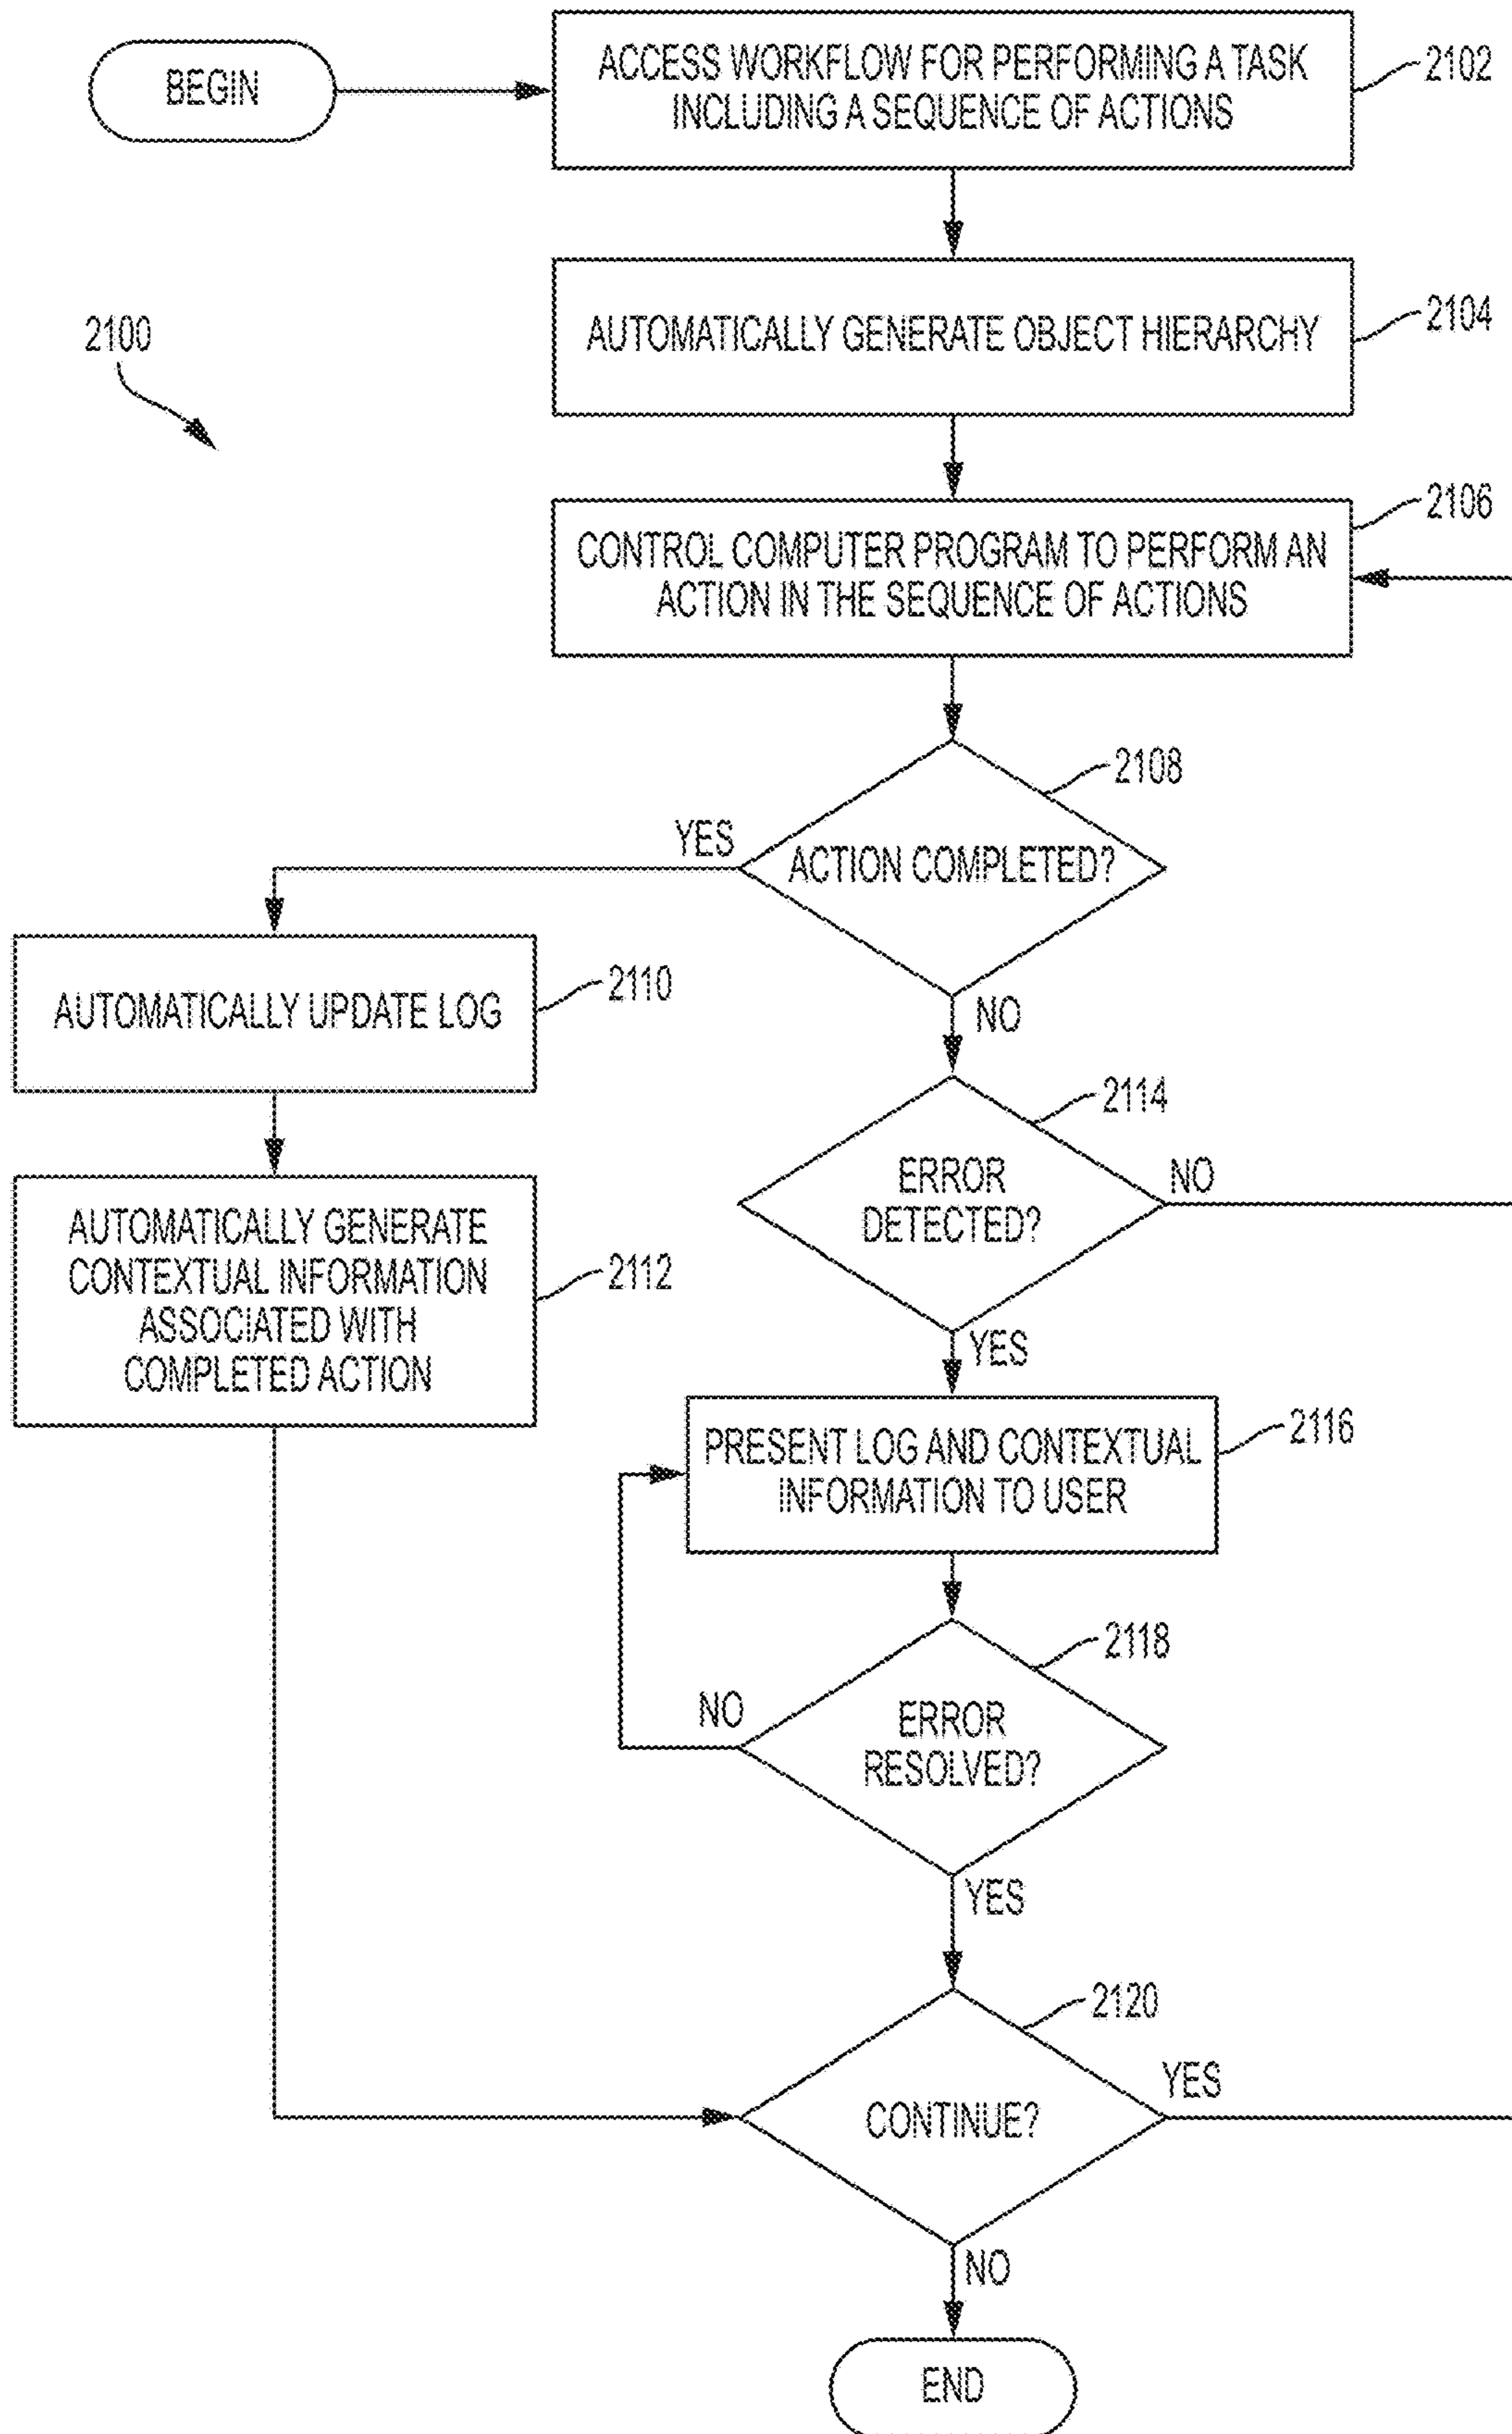 BEGIN
ACCESS WORKFLOW FOR PERFORMING A TASK
INCLUDING A SEQUENCE OF ACTIONS
2102
AUTOMATICALLY GENERATE OBJECT HIERARCHY
2104
2100
CONTROL COMPUTER PROGRAM TO PERFORM AN
ACTION IN THE SEQUENCE OF ACTIONS
2106
ACTION COMPLETED?
2108
YES
NO
AUTOMATICALLY UPDATE LOG
2110
AUTOMATICALLY GENERATE
CONTEXTUAL INFORMATION
ASSOCIATED WITH
COMPLETED ACTION
2112
ERROR
DETECTED?
2114
NO
YES
PRESENT LOG AND CONTEXTUAL
INFORMATION TO USER
2116
ERROR
RESOLVED?
2118
NO
YES
CONTINUE?
2120
YES
NO
END